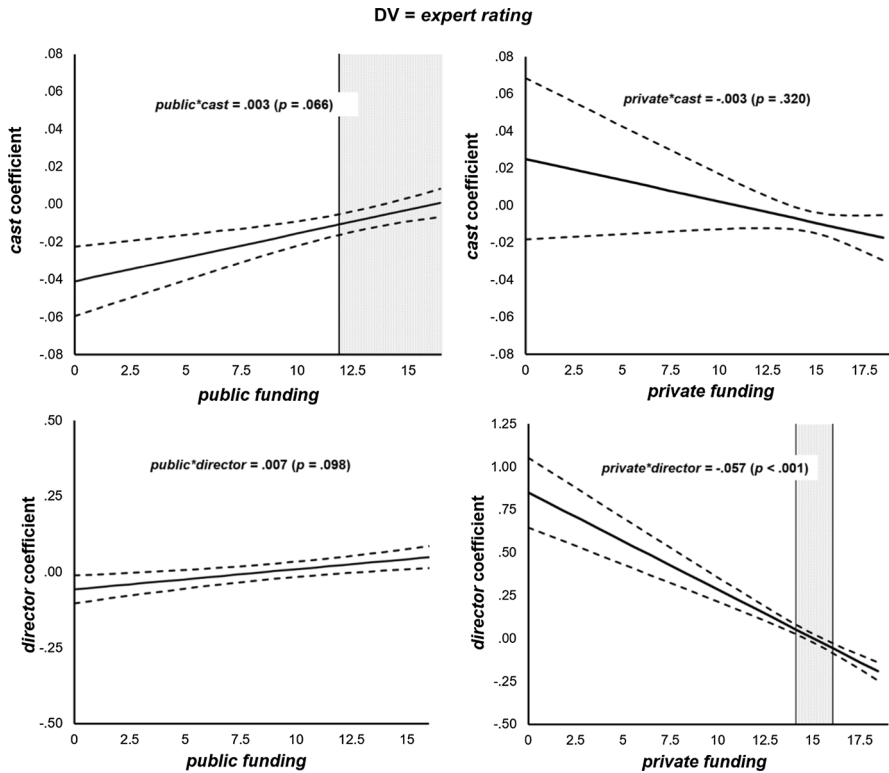 DV = expert rating
.08
.06
.04
.02
.00
-.02
-.04
-.06
-.08
cast coefficient
public*cast = .003 (p = .066)
0 2.5 5 7.5 10 12.5 15
public funding
.08
.06
.04
.02
.00
-.02
-.04
-.06
-.08
cast coefficient
private*cast = -.003 (p = .320)
0 2.5 5 7.5 10 12.5 15 17.5
private funding
.50
.25
.00
-.25
-.50
director coefficient
public*director = .007 (p = .098)
0 2.5 5 7.5 10 12.5 15
public funding
1.25
1.00
.75
.50
.00
-.25
-.50
director coefficient
private*director = -.057 (p < .001)
0 2.5 5 7.5 10 12.5 15 17.5
private funding